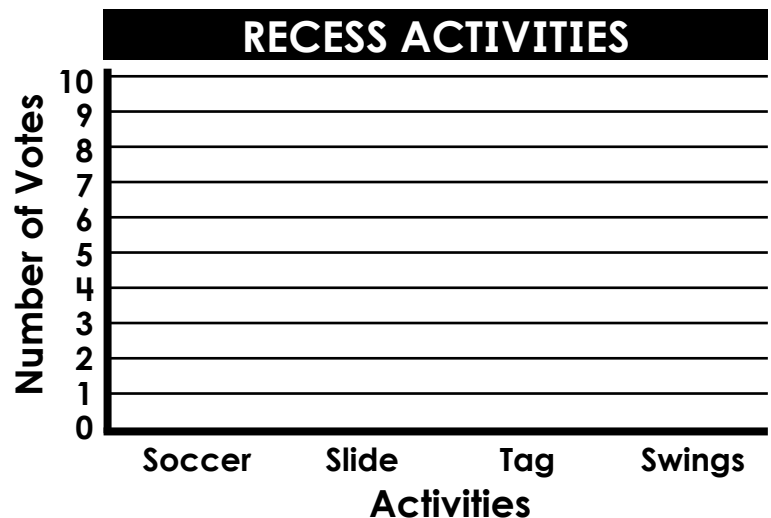 RECESS ACTIVITIES
Number of Votes
10
9
8
7
6
5
4
3
2
1
0
Soccer Slide Tag Swings
Activities